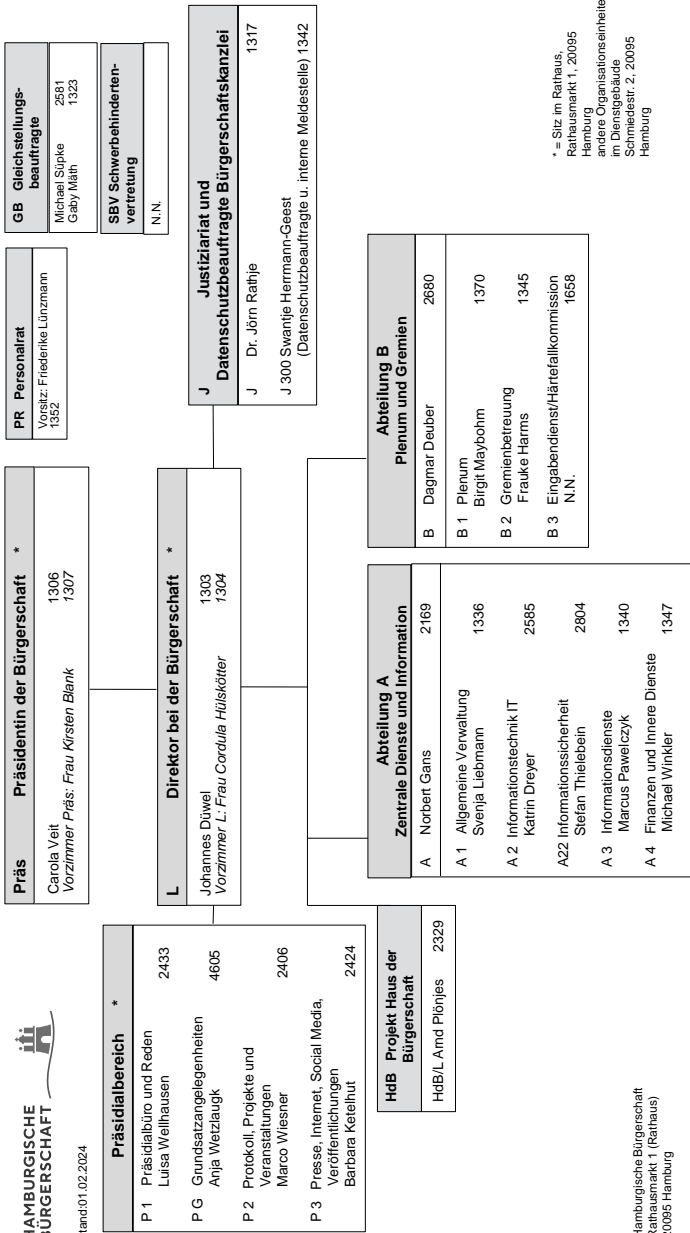 HAMBURGISCHE
BÜRGERSCHAFT
tand:01.02.2024
Präs Präsidentin der Bürgerschaft *
Carola Veit 1306
Vorzimmer Präs: Frau Kirsten Blank 1307
PR Personalrat
Vorsitz: Friederike Lünzmann
1352
GB Gleichstellungs-
beauftragte
Michael Süpke 2581
Gaby Mäth 1323
SBV Schwerbehinderten-
vertretung
N.N.
Präsidialbereich *
P 1 Präsidialbüro und Reden
Luisa Wellhausen 2433
P G Grundsatzangelegenheiten
Anja Wetzlaugk 4605
P 2 Protokoll, Projekte und
Veranstaltungen
Marco Wiesner 2406
P 3 Presse, Internet, Social Media,
Veröffentlichungen
Barbara Ketelhut 2424
L Direktor bei der Bürgerschaft *
Johannes Düwel 1303
Vorzimmer L: Frau Cordula Hülskötter 1304
J Justiziariat und
Datenschutzbeauftragte Bürgerschaftskanzlei
J Dr. Jörn Rathje 1317
J 300 Swantje Herrmann-Geest
(Datenschutzbeauftragte u. interne Meldestelle) 1342
HdB Projekt Haus der
Bürgerschaft
HdB/L Arnd Plönjes 2329
Abteilung A
Zentrale Dienste und Information
A Norbert Gans 2169
A 1 Allgemeine Verwaltung
Svenja Liebmann 1336
A 2 Informationstechnik IT
Katrin Dreyer 2585
A22 Informationssicherheit
Stefan Thielebein 2804
A 3 Informationsdienste
Marcus Pawelczyk 1340
A 4 Finanzen und Innere Dienste
Michael Winkler 1347
Abteilung B
Plenum und Gremien
B Dagmar Deuber 2680
B 1 Plenum
Birgit Maybohm 1370
B 2 Gremienbetreuung
Frauke Harms 1345
B 3 Eingabendienst/Härtefallkommission
N.N. 1658
* = Sitz im Rathaus,
Rathausmarkt 1, 20095
Hamburg
andere Organisationseinheite
im Dienstgebäude
Schmiedestr. 2, 20095
Hamburg
Hamburgische Bürgerschaft
Rathausmarkt 1 (Rathaus)
20095 Hamburg